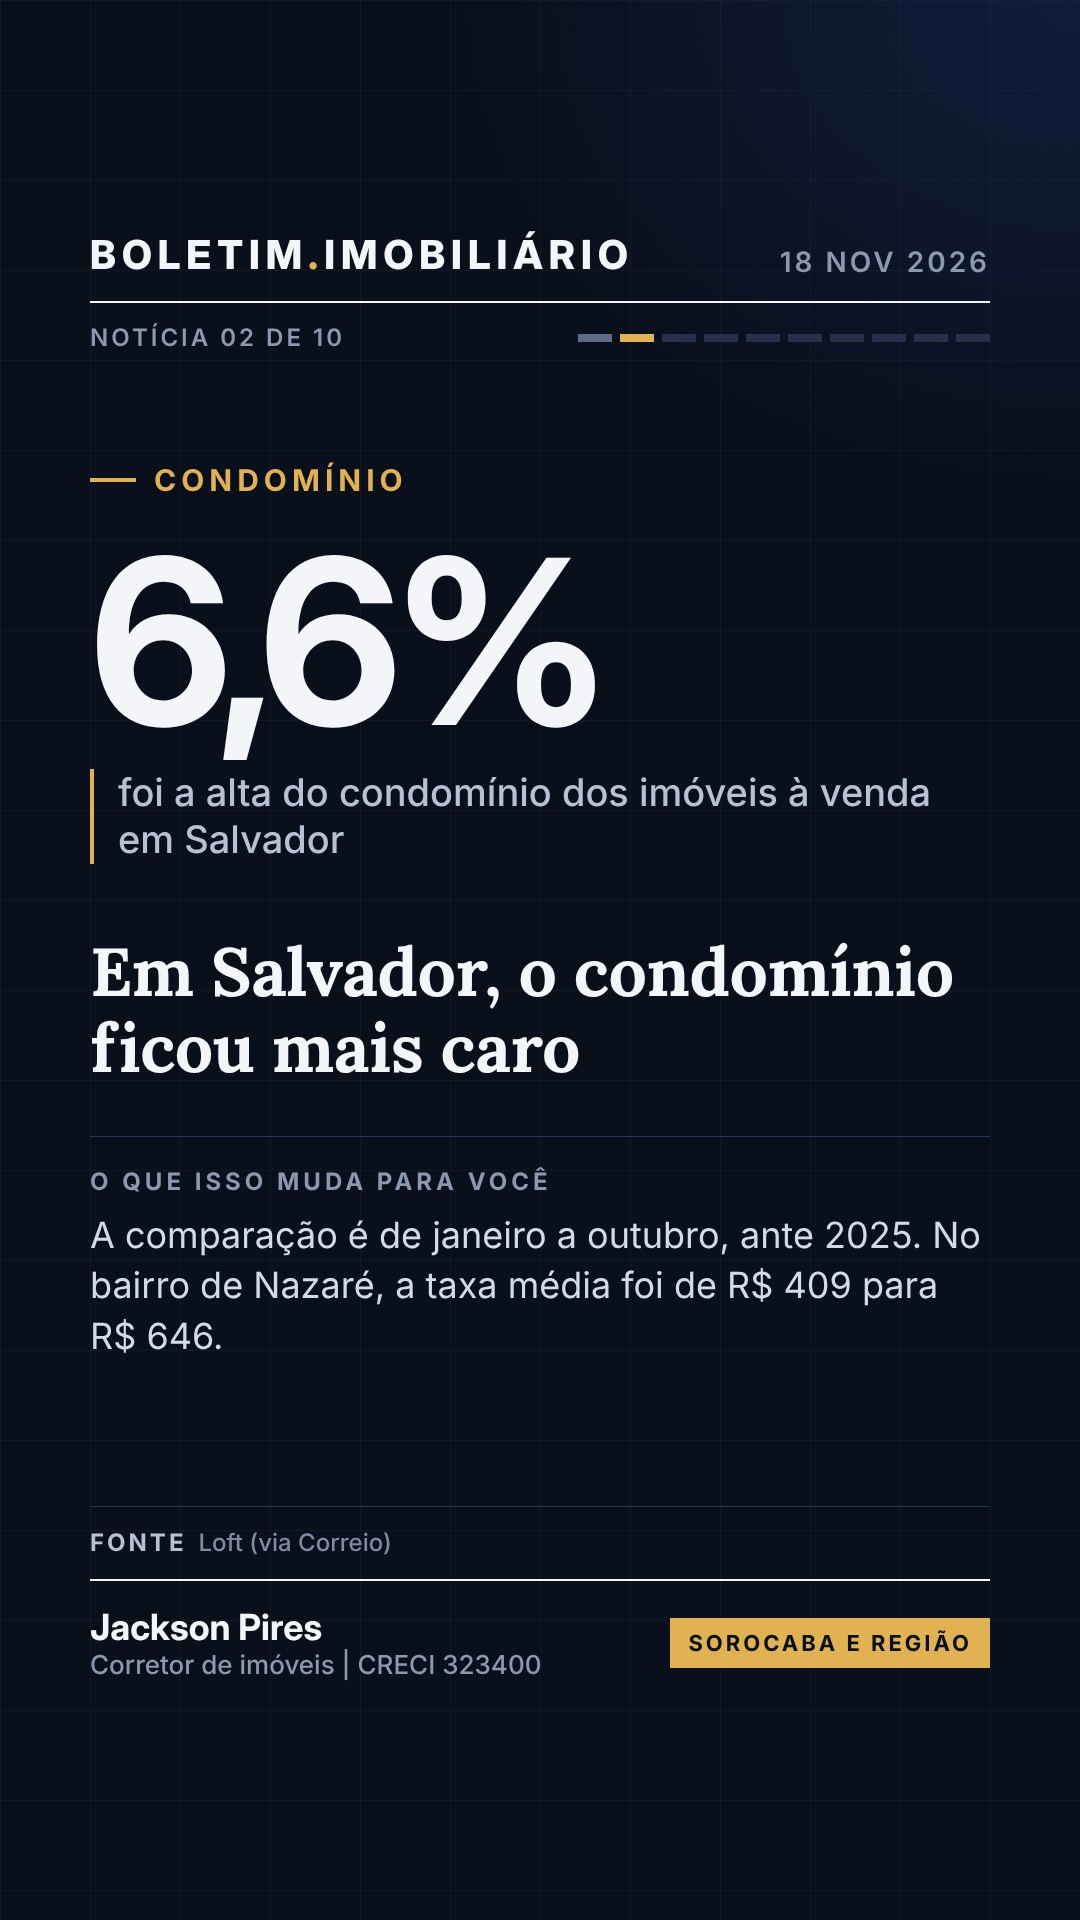 BOLETIM.IMOBILIÁRIO
18 NOV 2026
NOTÍCIA 02 DE 10
CONDOMÍNIO
6,6%
foi a alta do condomínio dos imóveis à venda
em Salvador
Em Salvador, o condomínio
ficou mais caro
O QUE ISSO MUDA PARA VOCÊ
A comparação é de janeiro a outubro, ante 2025. No
bairro de Nazaré, a taxa média foi de R$ 409 para
R$ 646.
FONTE Loft (via Correio)
Jackson Pires
Corretor de imóveis | CRECI 323400
SOROCABA E REGIÃO